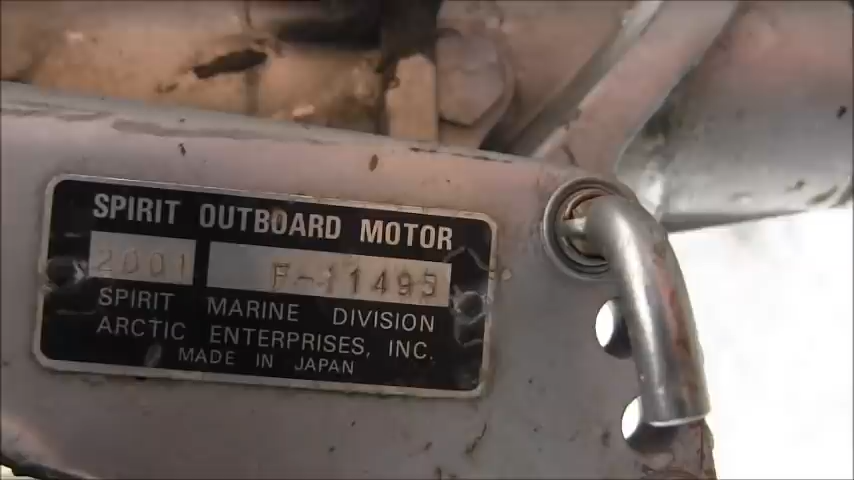 SPIRIT OUTBOARD MOTOR
2001 F-11495
SPIRIT MARINE DIVISION
ARCTIC ENTERPRISES, INC.
MADE IN JAPAN